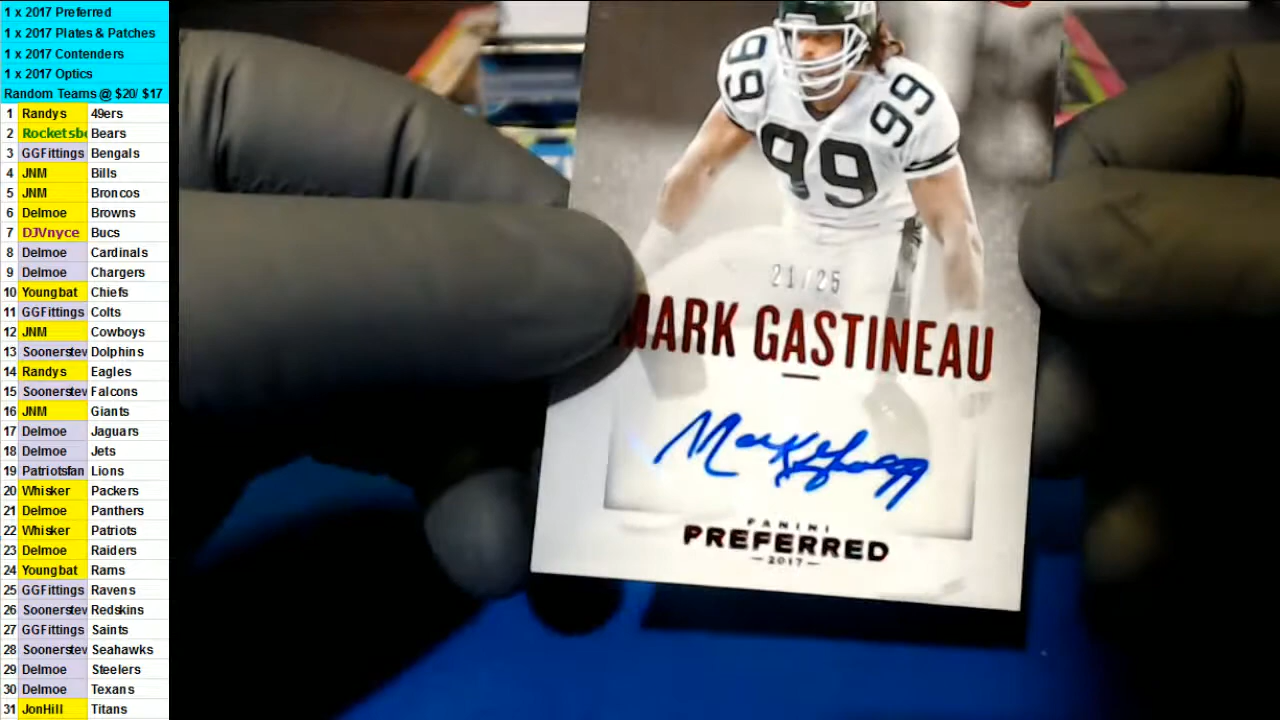 1 x 2017 Preferred
1 x 2017 Plates & Patches
1 x 2017 Contenders
1 x 2017 Optics
Random Teams @ $20/ $17
1 Randys 49ers
2 Rocketsb Bears
3 GGFittings Bengals
4 JNM Bills
5 JNM Broncos
6 Delmoe Browns
7 DJVnyce Bucs
8 Delmoe Cardinals
9 Delmoe Chargers
10 Youngbat Chiefs
11 GGFittings Colts
12 JNM Cowboys
13 Soonerstev Dolphins
14 Randys Eagles
15 Soonerstev Falcons
16 JNM Giants
17 Delmoe Jaguars
18 Delmoe Jets
19 Patriotsfan Lions
20 Whisker Packers
21 Delmoe Panthers
22 Whisker Patriots
23 Delmoe Raiders
24 Youngbat Rams
25 GGFittings Ravens
26 Soonerstev Redskins
27 GGFittings Saints
28 Soonerstev Seahawks
29 Delmoe Steelers
30 Delmoe Texans
31 JonHill Titans
99 99
99
21/25
MARK GASTINEAU
PANINI
PREFERRED
2017